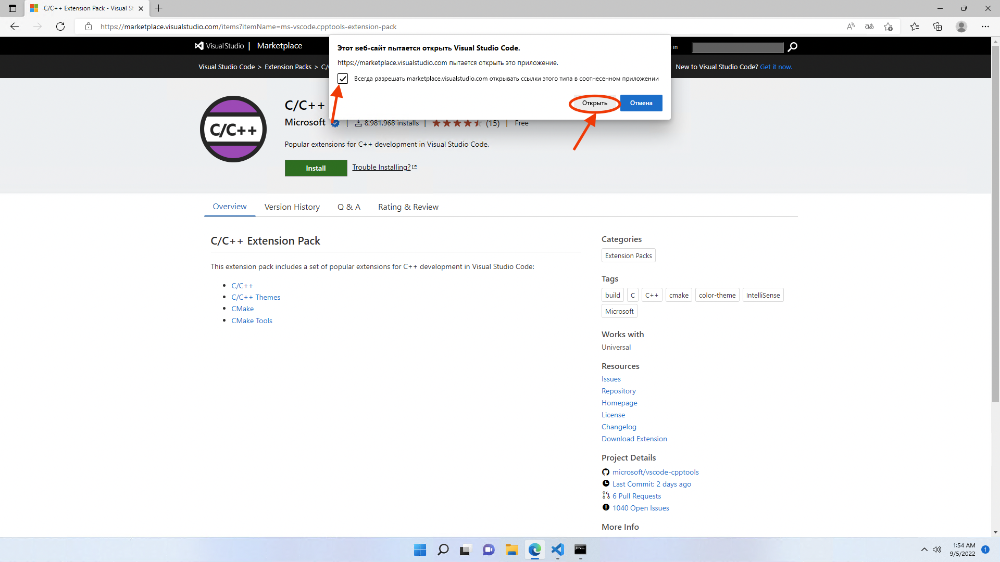 C/C++ Extension Pack - Visual St
https://marketplace.visualstudio.com/items?itemName=ms-vscode.cpptools-extension-pack
Visual Studio | Marketplace
in
Этот веб-сайт пытается открыть Visual Studio Code.
https://marketplace.visualstudio.com пытается открыть это приложение.
Всегда разрешать marketplace.visualstudio.com открывать ссылки этого типа в соотнесенном приложении
Открыть
Отмена
Visual Studio Code > Extension Packs > C/
New to Visual Studio Code? Get it now.
C/C++
C/C++
Microsoft | 8,981,968 installs | (15) | Free
Popular extensions for C++ development in Visual Studio Code.
Install
Trouble Installing?
Overview
Version History
Q & A
Rating & Review
C/C++ Extension Pack
This extension pack includes a set of popular extensions for C++ development in Visual Studio Code:
C/C++
C/C++ Themes
CMake
CMake Tools
Categories
Extension Packs
Tags
build C C++ cmake color-theme IntelliSense
Microsoft
Works with
Universal
Resources
Issues
Repository
Homepage
License
Changelog
Download Extension
Project Details
microsoft/vscode-cpptools
Last Commit: 2 days ago
6 Pull Requests
1040 Open Issues
More Info
1:54 AM
9/5/2022
1